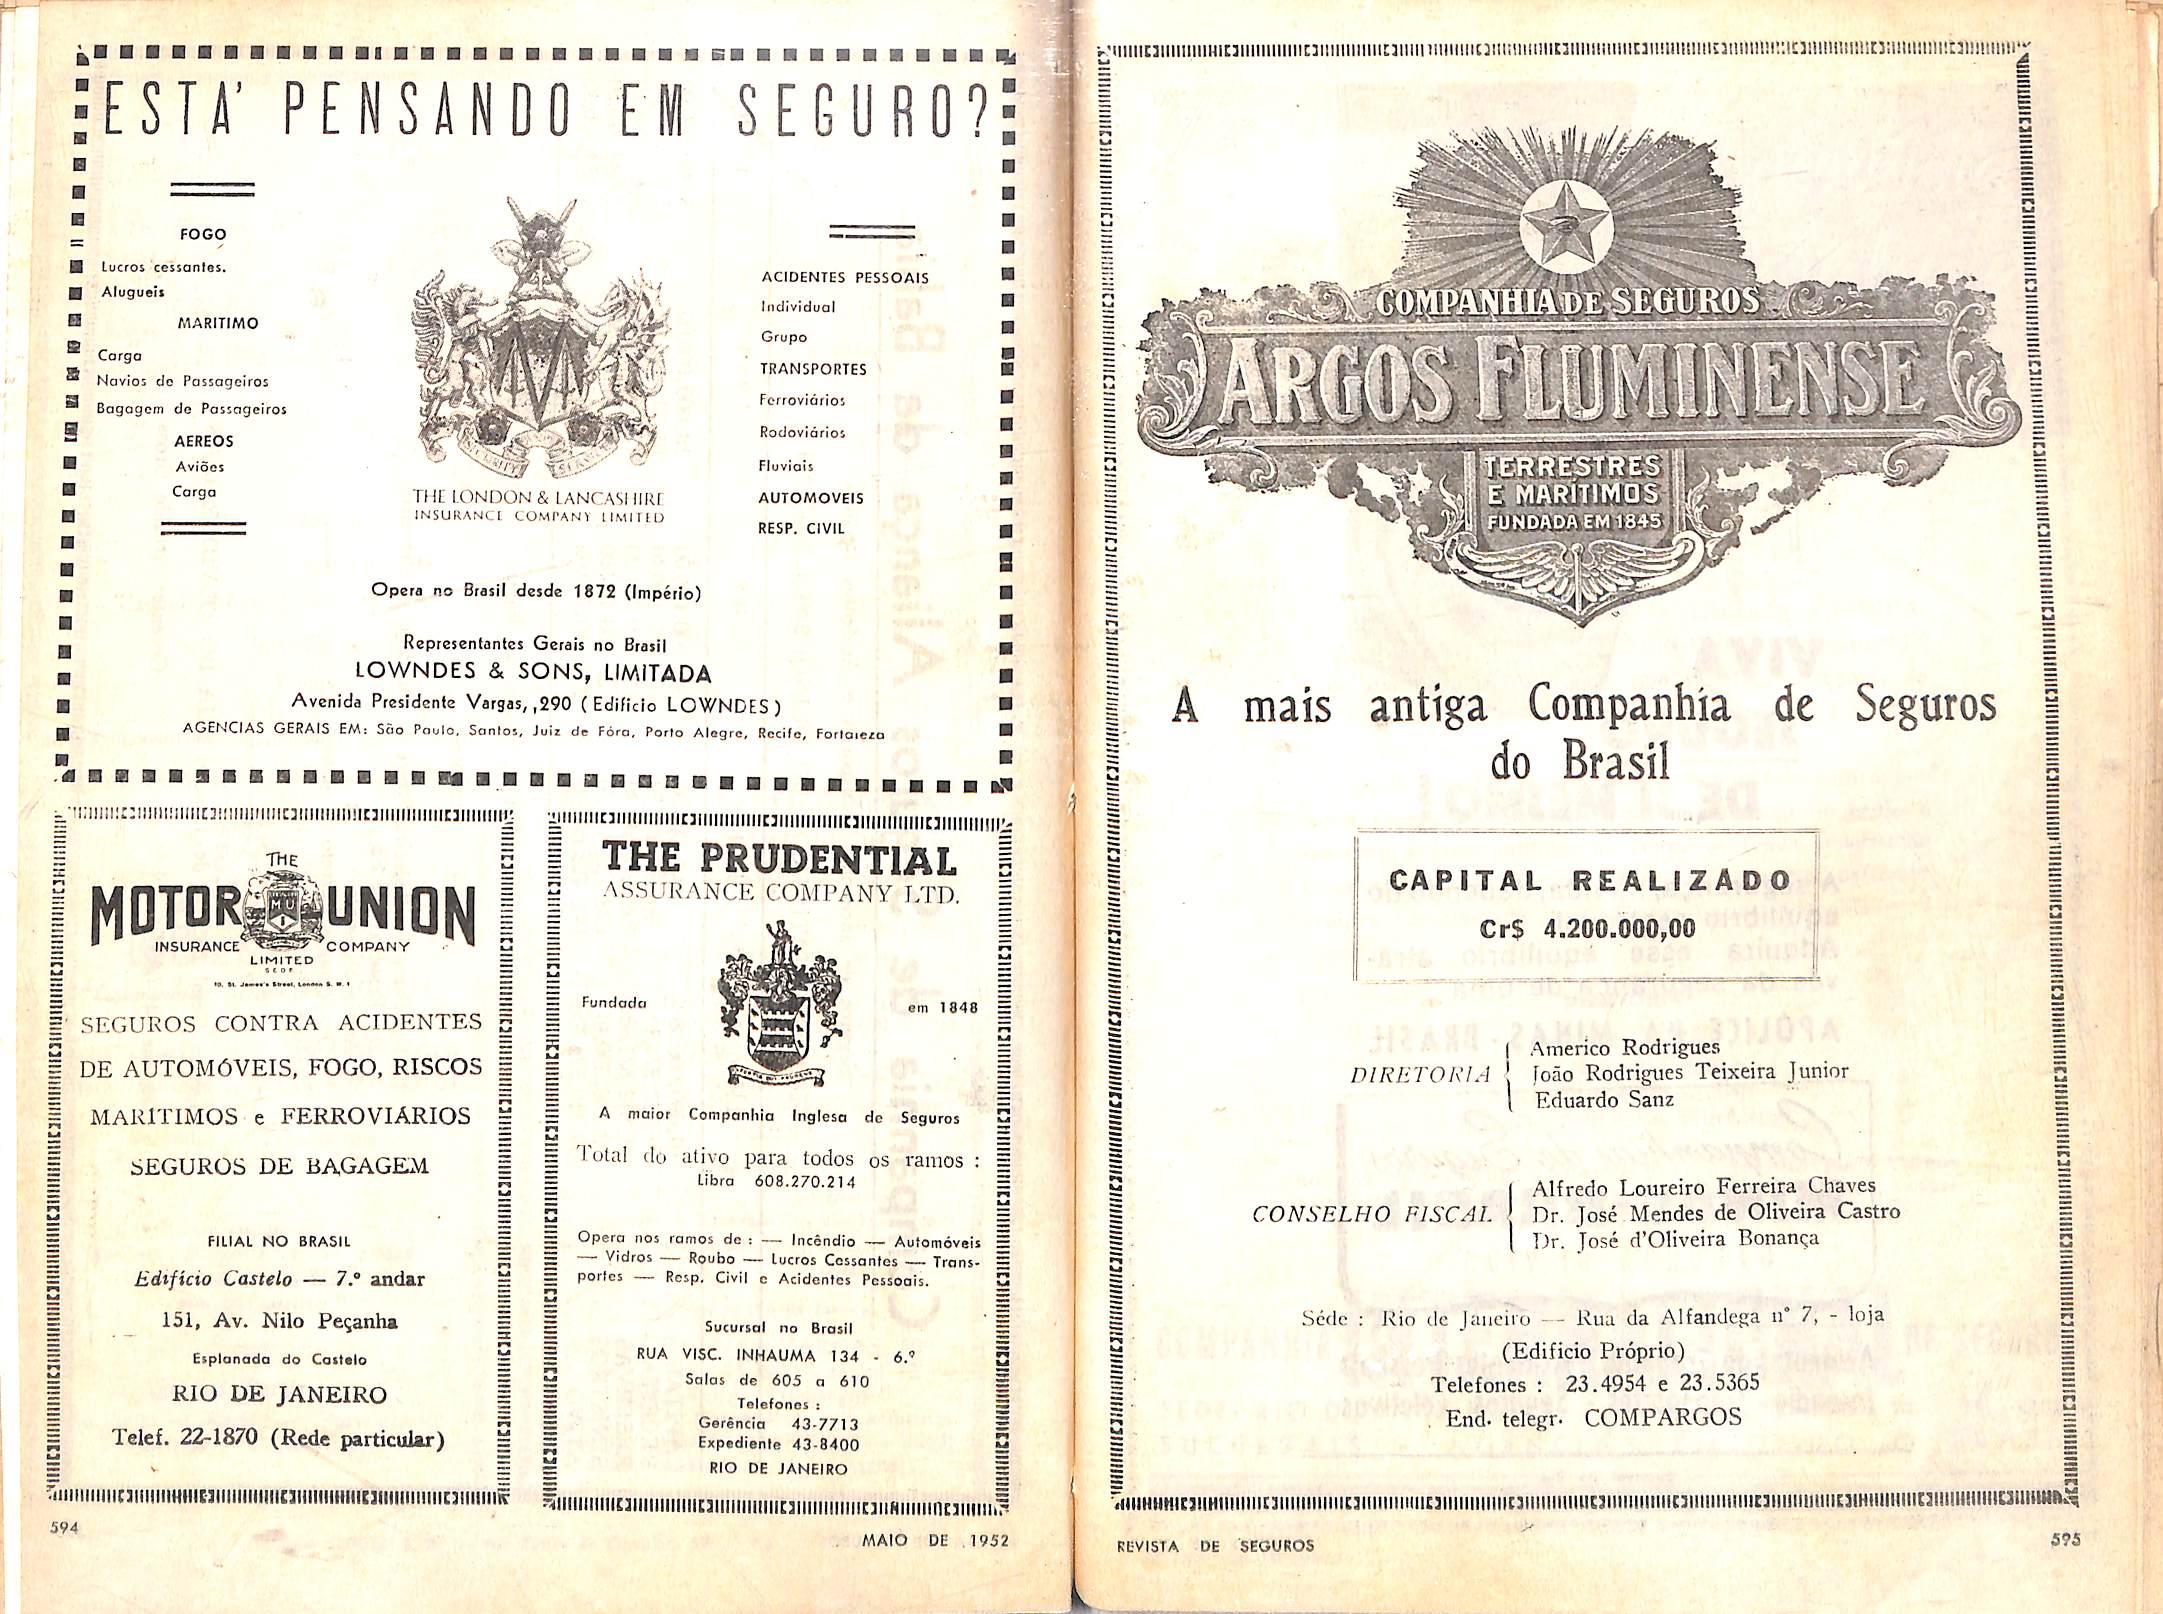 ESTA' PENSANDO EM SEGURO?
FOGO
Lucros cessantes.
Alugueis
MARITIMO
Carga
Navios de Passageiros
Bagagem de Passageiros
AEREOS
Aviões
Carga
SECURITY SERVICE
THE LONDON & LANCASHIRE
INSURANCE COMPANY LIMITED
ACIDENTES PESSOAIS
Individual
Grupo
TRANSPORTES
Ferroviários
Rodoviários
Fluviais
AUTOMOVEIS
RESP. CIVIL
Opera no Brasil desde 1872 (Império)
Representantes Gerais no Brasil
LOWNDES & SONS, LIMITADA
Avenida Presidente Vargas, ,290 (Edifício LOWNDES)
AGENCIAS GERAIS EM: São Paulo, Santos, Juiz de Fóra, Porto Alegre, Recife, Fortaleza
THE
MOTOR UNION
INSURANCE COMPANY
LIMITED
SEDE
10. St. James's Street, London S. W. 1
SEGUROS CONTRA ACIDENTES
DE AUTOMÓVEIS, FOGO, RISCOS
MARITIMOS e FERROVIÁRIOS
SEGUROS DE BAGAGEM
FILIAL NO BRASIL
Edifício Castelo — 7.º andar
151, Av. Nilo Peçanha
Esplanada do Castelo
RIO DE JANEIRO
Telef. 22-1870 (Rede particular)
THE PRUDENTIAL
ASSURANCE COMPANY LTD.
Fundada em 1848
A maior Companhia Inglesa de Seguros
Total do ativo para todos os ramos :
Libra 608.270.214
Opera nos ramos de : — Incêndio — Automóveis
— Vidros — Roubo — Lucros Cessantes — Trans-
portes — Resp. Civil e Acidentes Pessoais.
Sucursal no Brasil
RUA VISC. INHAUMA 134 - 6.º
Salas de 605 a 610
Telefones :
Gerência 43-7713
Expediente 43-8400
RIO DE JANEIRO
594
MAIO DE 1952
COMPANHIA DE SEGUROS
ARGOS FLUMINENSE
TERRESTRES
E MARÍTIMOS
FUNDADA EM 1845
A mais antiga Companhia de Seguros
do Brasil
CAPITAL REALIZADO
Cr$ 4.200.000,00
DIRETORIA
Americo Rodrigues
João Rodrigues Teixeira Junior
Eduardo Sanz
CONSELHO FISCAL
Alfredo Loureiro Ferreira Chaves
Dr. José Mendes de Oliveira Castro
Dr. José d'Oliveira Bonança
Séde : Rio de Janeiro — Rua da Alfandega nº 7, - loja
(Edificio Próprio)
Telefones : 23.4954 e 23.5365
End. telegr. COMPARGOS
REVISTA DE SEGUROS
595